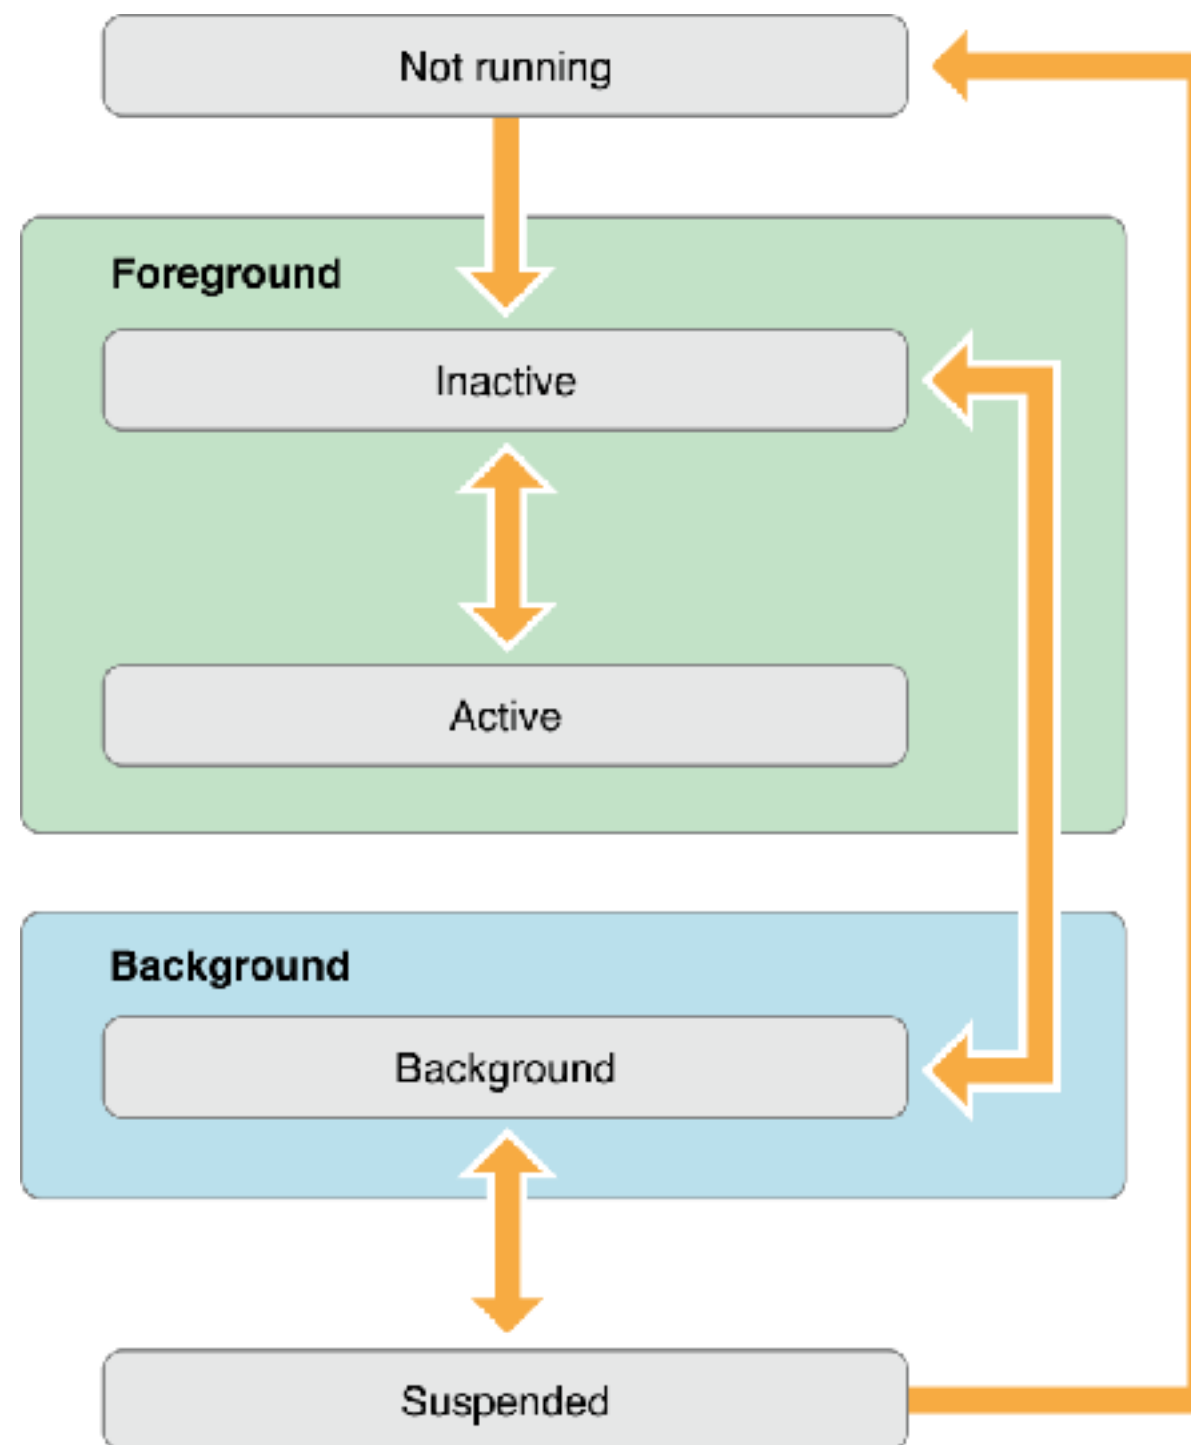 Not running
Foreground
Inactive
Active
Background
Background
Suspended